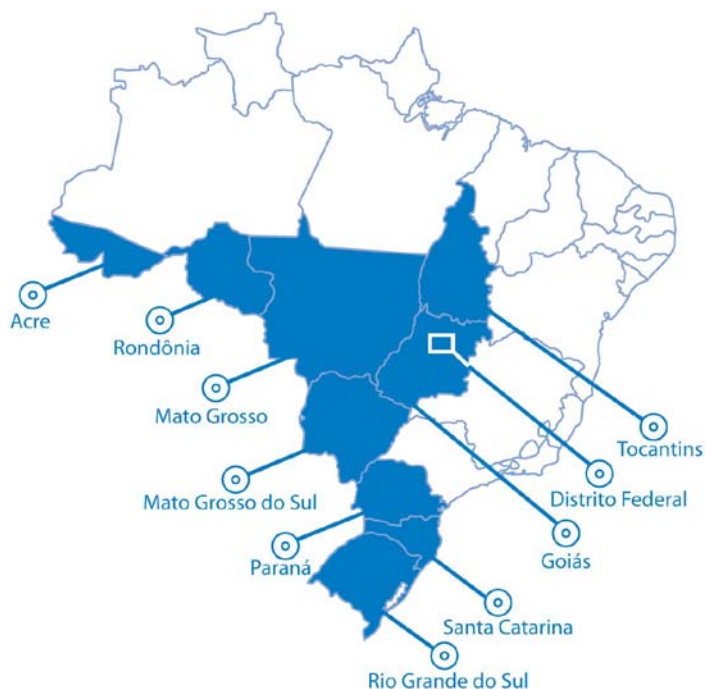 Acre
Rondônia
Mato Grosso
Tocantins
Mato Grosso do Sul
Distrito Federal
Paraná
Goiás
Santa Catarina
Rio Grande do Sul